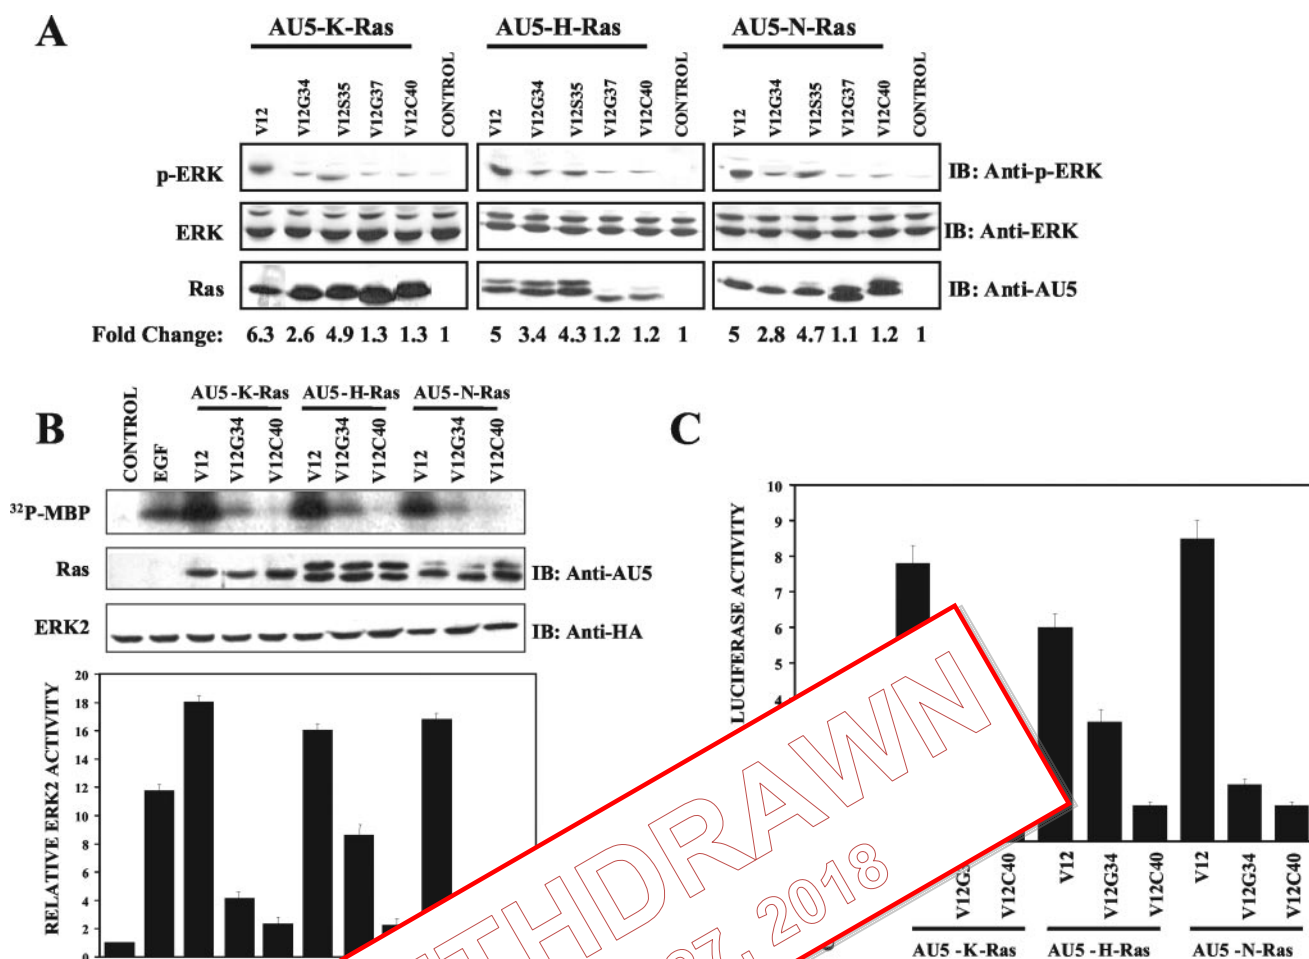 A
AU5-K-Ras
AU5-H-Ras
AU5-N-Ras
V12 V12G34 V12S35 V12G37 V12C40 CONTROL
V12 V12G34 V12S35 V12G37 V12C40 CONTROL
V12 V12G34 V12S35 V12G37 V12C40 CONTROL
p-ERK
IB: Anti-p-ERK
ERK
IB: Anti-ERK
Ras
IB: Anti-AU5
Fold Change: 6.3 2.6 4.9 1.3 1.3 1 5 3.4 4.3 1.2 1.2 1 5 2.8 4.7 1.1 1.2 1
B
AU5-K-Ras AU5-H-Ras AU5-N-Ras
CONTROL EGF V12 V12G34 V12C40 V12 V12G34 V12C40 V12 V12G34 V12C40
32P-MBP
Ras
IB: Anti-AU5
ERK2
IB: Anti-HA
RELATIVE ERK2 ACTIVITY
20
18
16
14
12
10
8
6
4
2
0
C
LUCIFERASE ACTIVITY
10
9
8
7
6
5
4
V12G34 V12C40 V12 V12G34 V12C40 V12 V12G34 V12C40
AU5-K-Ras AU5-H-Ras AU5-N-Ras
THDRAWN
27, 2018